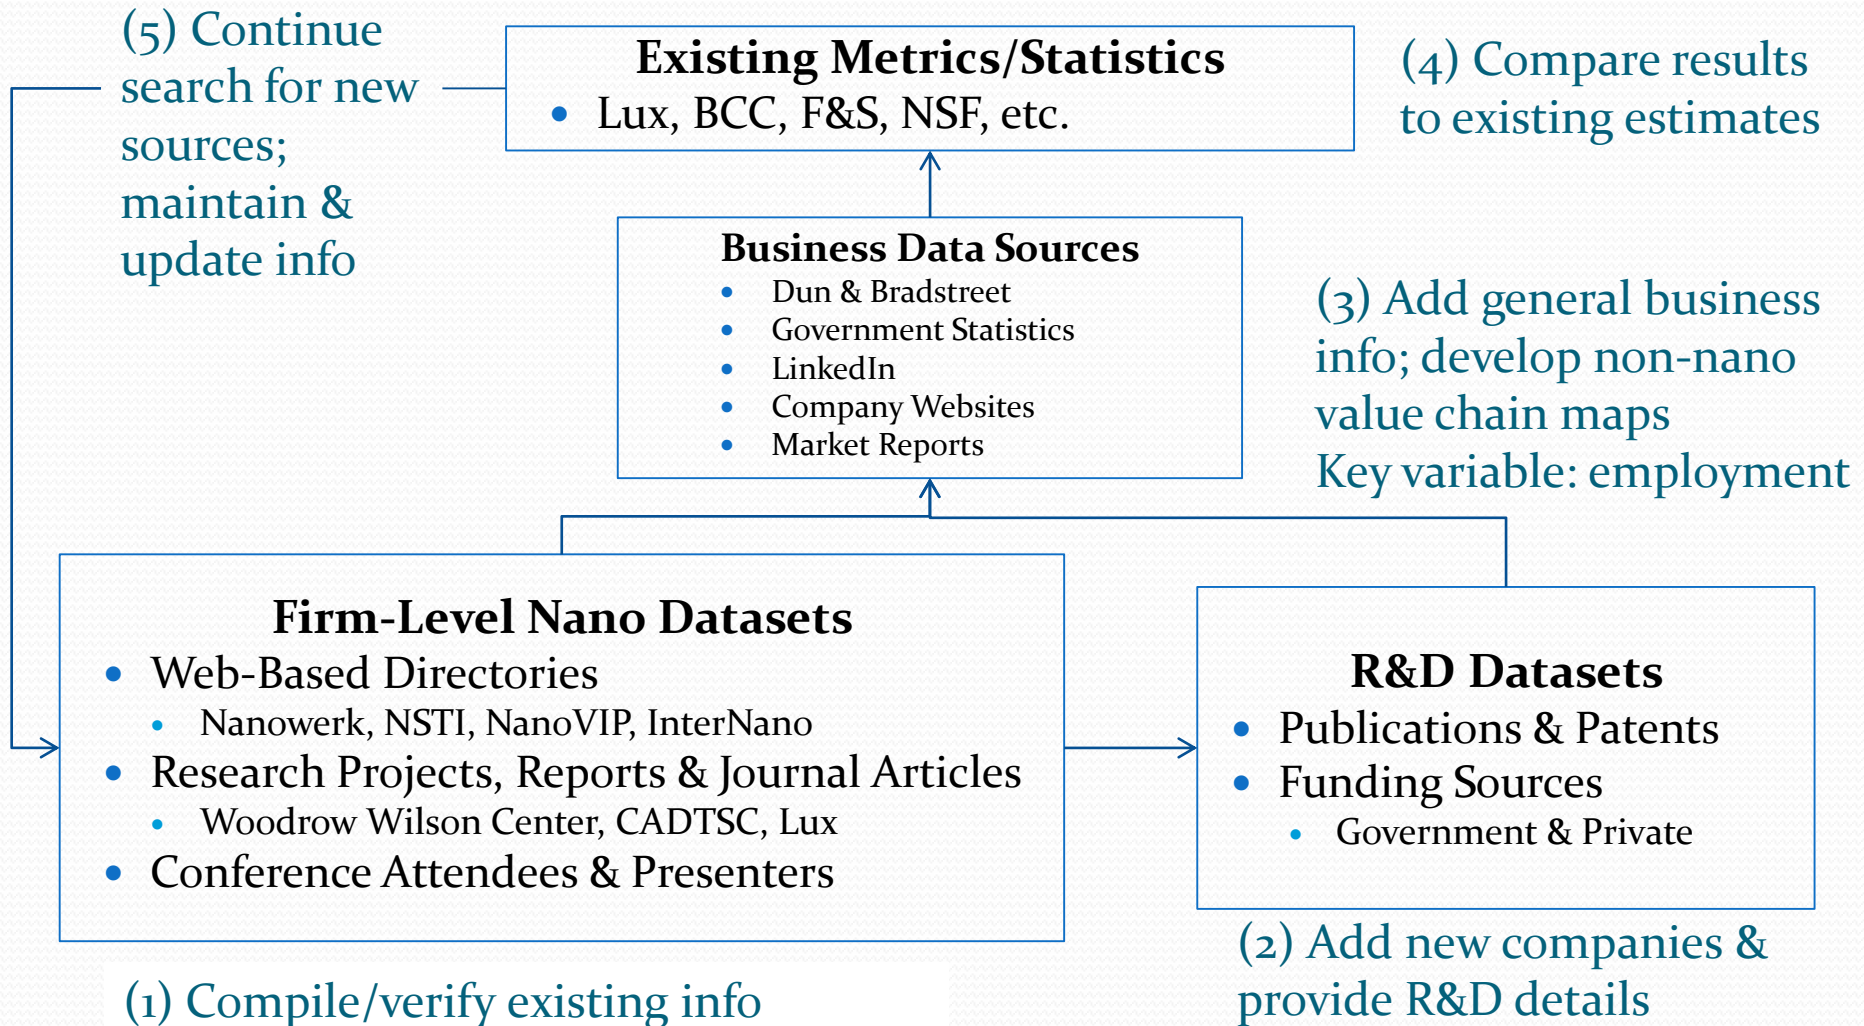 (5) Continue
search for new
sources;
maintain &
update info
Existing Metrics/Statistics
• Lux, BCC, F&S, NSF, etc.
(4) Compare results
to existing estimates
Business Data Sources
• Dun & Bradstreet
• Government Statistics
• LinkedIn
• Company Websites
• Market Reports
(3) Add general business
info; develop non-nano
value chain maps
Key variable: employment
Firm-Level Nano Datasets
• Web-Based Directories
• Nanowerk, NSTI, NanoVIP, InterNano
• Research Projects, Reports & Journal Articles
• Woodrow Wilson Center, CADTSC, Lux
• Conference Attendees & Presenters
R&D Datasets
• Publications & Patents
• Funding Sources
• Government & Private
(1) Compile/verify existing info
(2) Add new companies &
provide R&D details